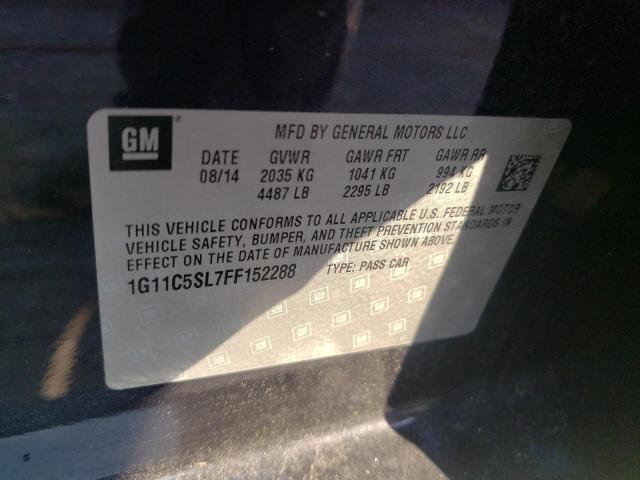 GM
MFD BY GENERAL MOTORS LLC
DATE GVWR GAWR FRT GAWR RR
08/14 2035 KG 1041 KG 994 KG
4487 LB 2295 LB 2192 LB
THIS VEHICLE CONFORMS TO ALL APPLICABLE U.S. FEDERAL MOTOR
VEHICLE SAFETY, BUMPER, AND THEFT PREVENTION STANDARDS IN
EFFECT ON THE DATE OF MANUFACTURE SHOWN ABOVE.
1G11C5SL7FF152288 TYPE: PASS CAR